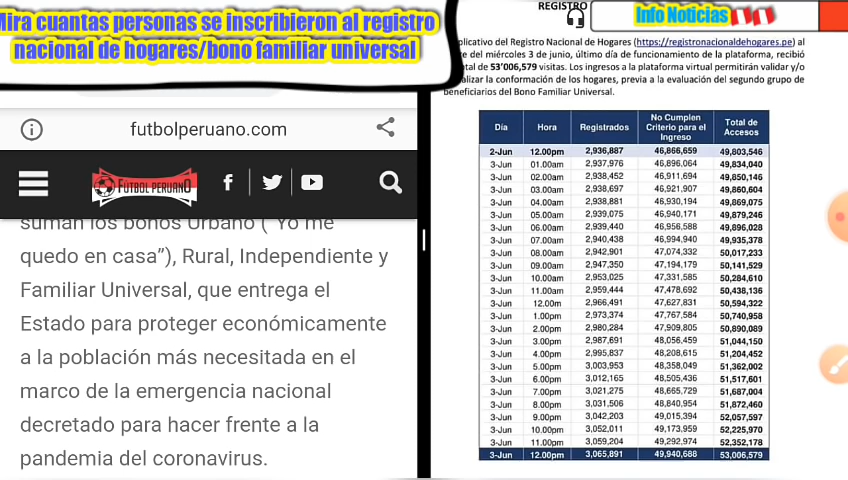 Mira cuantas personas se inscribieron al registro
nacional de hogares/bono familiar universal
futbolperuano.com
FÚTBOL PERUANO
suman los bonos Urbano ("Yo me
quedo en casa”), Rural, Independiente y
Familiar Universal, que entrega el
Estado para proteger económicamente
a la población más necesitada en el
marco de la emergencia nacional
decretado para hacer frente a la
pandemia del coronavirus.
REGISTRO
Info Noticias
plicativo del Registro Nacional de Hogares (https://registronacionaldehogares.pe) al
del miércoles 3 de junio, último día de funcionamiento de la plataforma, recibió
tal de 53’006,579 visitas. Los ingresos a la plataforma virtual permitirán validar y/o
alizar la conformación de los hogares, previa a la evaluación del segundo grupo de
beneficiarios del Bono Familiar Universal.
Día Hora Registrados No Cumplen Criterio para el Ingreso Total de Accesos
2-Jun 12.00pm 2,936,887 46,866,659 49,803,546
3-Jun 01.00am 2,937,976 46,896,064 49,834,040
3-Jun 02.00am 2,938,452 46,911,694 49,850,146
3-Jun 03.00am 2,938,697 46,921,907 49,860,604
3-Jun 04.00am 2,938,881 46,930,194 49,869,075
3-Jun 05.00am 2,939,075 46,940,171 49,879,246
3-Jun 06.00am 2,939,440 46,956,588 49,896,028
3-Jun 07.00am 2,940,438 46,994,940 49,935,378
3-Jun 08.00am 2,942,901 47,074,332 50,017,233
3-Jun 09.00am 2,947,350 47,194,179 50,141,529
3-Jun 10.00am 2,953,025 47,331,585 50,284,610
3-Jun 11.00am 2,959,444 47,478,692 50,438,136
3-Jun 12.00pm 2,966,491 47,627,831 50,594,322
3-Jun 1.00pm 2,973,374 47,767,584 50,740,958
3-Jun 2.00pm 2,980,284 47,909,805 50,890,089
3-Jun 3.00pm 2,987,691 48,056,459 51,044,150
3-Jun 4.00pm 2,995,837 48,208,615 51,204,452
3-Jun 5.00pm 3,003,953 48,358,049 51,362,002
3-Jun 6.00pm 3,012,165 48,505,436 51,517,601
3-Jun 7.00pm 3,021,275 48,665,729 51,687,004
3-Jun 8.00pm 3,031,506 48,840,954 51,872,460
3-Jun 9.00pm 3,042,203 49,015,394 52,057,597
3-Jun 10.00pm 3,052,011 49,173,959 52,225,970
3-Jun 11.00pm 3,059,204 49,292,974 52,352,178
3-Jun 12.00pm 3,065,891 49,940,688 53,006,579